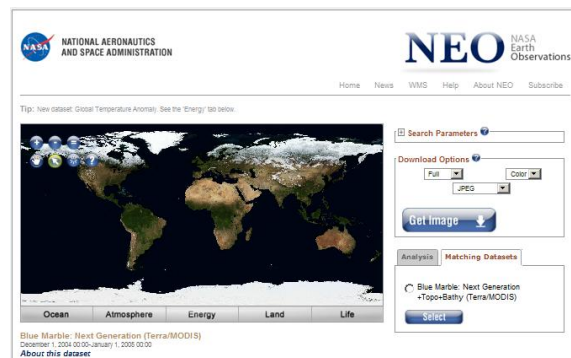 NASA
NATIONAL AERONAUTICS
AND SPACE ADMINISTRATION
NEO
NASA
Earth
Observations
Home News WMS Help About NEO Subscribe
Tip: New dataset: Global Temperature Anomaly. See the 'Energy' tab below.
Search Parameters
Download Options
Full Color
JPEG
Get Image
Analysis Matching Datasets
Blue Marble: Next Generation
+Topo+Bathy (Terra/MODIS)
Select
Ocean Atmosphere Energy Land Life
Blue Marble: Next Generation (Terra/MODIS)
December 1, 2004 00:00-January 1, 2005 00:00
About this dataset